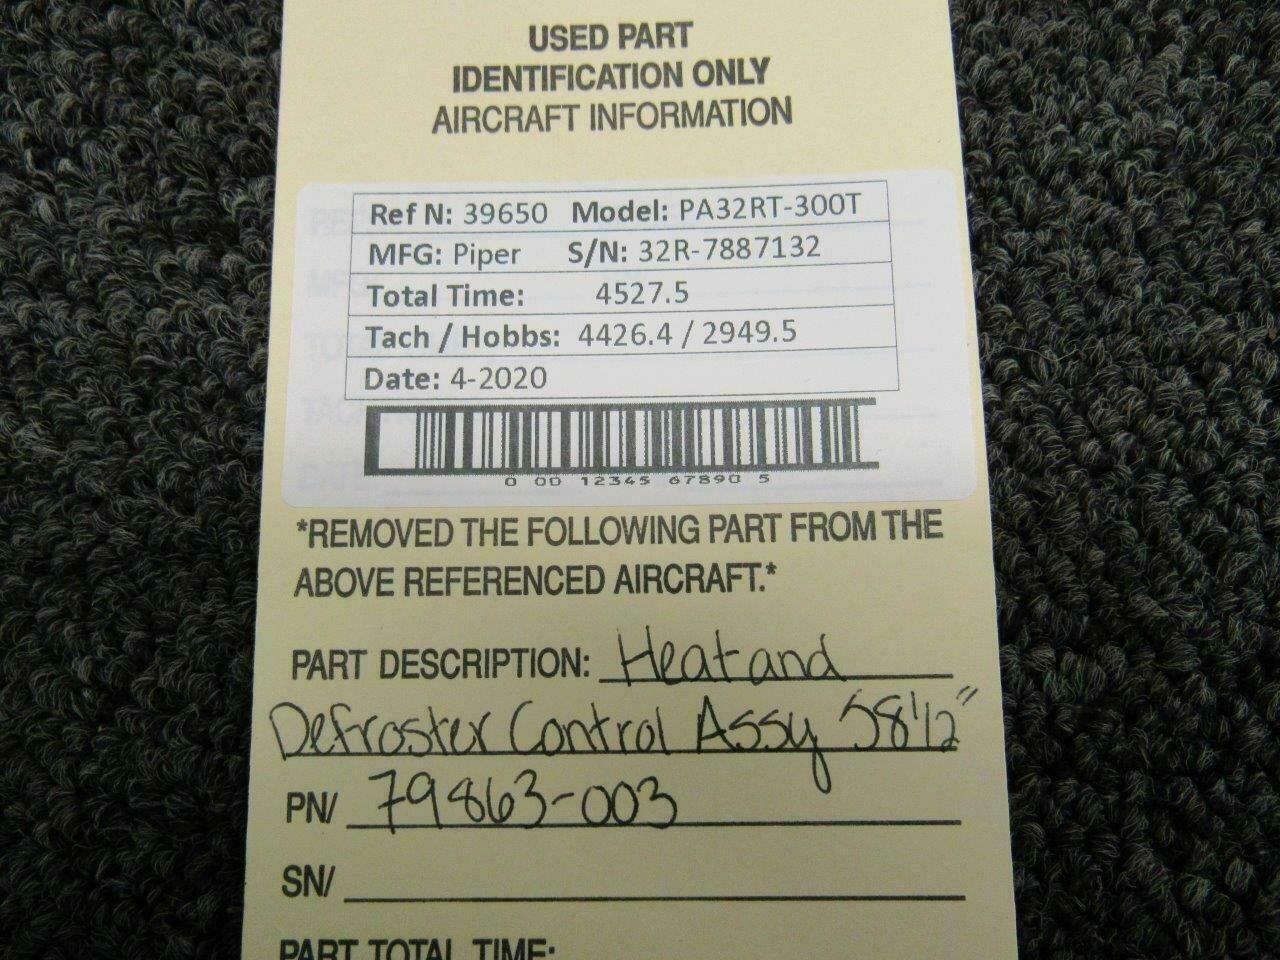 USED PART
IDENTIFICATION ONLY
AIRCRAFT INFORMATION
Ref N: 39650 Model: PA32RT-300T
MFG: Piper S/N: 32R-7887132
Total Time: 4527.5
Tach / Hobbs: 4426.4 / 2949.5
Date: 4-2020
0 00 12345 67890 5
*REMOVED THE FOLLOWING PART FROM THE
ABOVE REFERENCED AIRCRAFT.*
PART DESCRIPTION: Heat and
Defroster Control Assy 58 1/2"
PN/ 79863-003
SN/
PART TOTAL TIME: